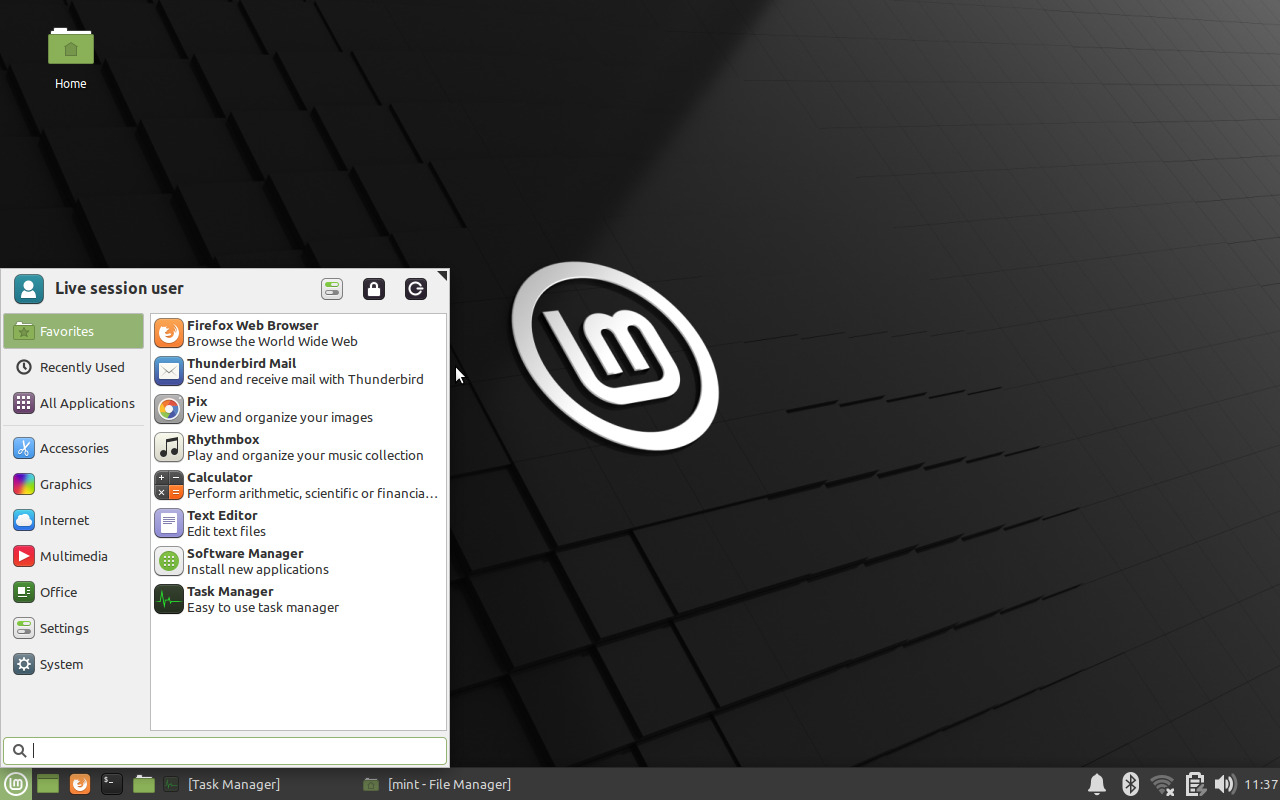 Home
Live session user
Favorites
Recently Used
All Applications
Accessories
Graphics
Internet
Multimedia
Office
Settings
System
Firefox Web Browser
Browse the World Wide Web
Thunderbird Mail
Send and receive mail with Thunderbird
Pix
View and organize your images
Rhythmbox
Play and organize your music collection
Calculator
Perform arithmetic, scientific or financia…
Text Editor
Edit text files
Software Manager
Install new applications
Task Manager
Easy to use task manager
[Task Manager]
[mint - File Manager]
11:37